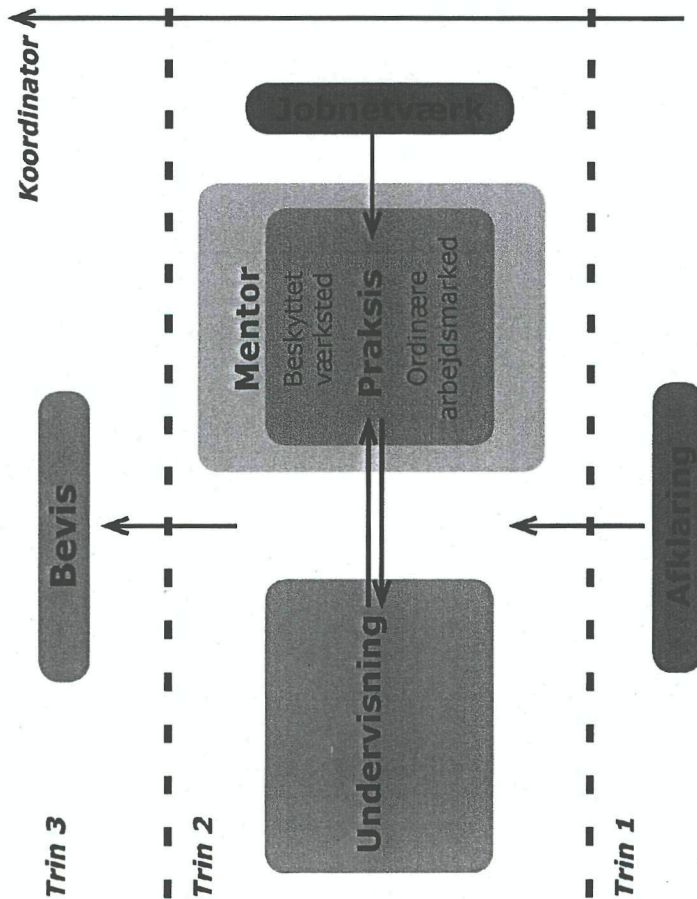 Koordinator
Trin 3
Bevis
Trin 2
Mentor
Beskyttet
værksted
Praksis
Ordinære
arbejdsmarked
Jobnetværk
Undervisning
Trin 1
Afklaring